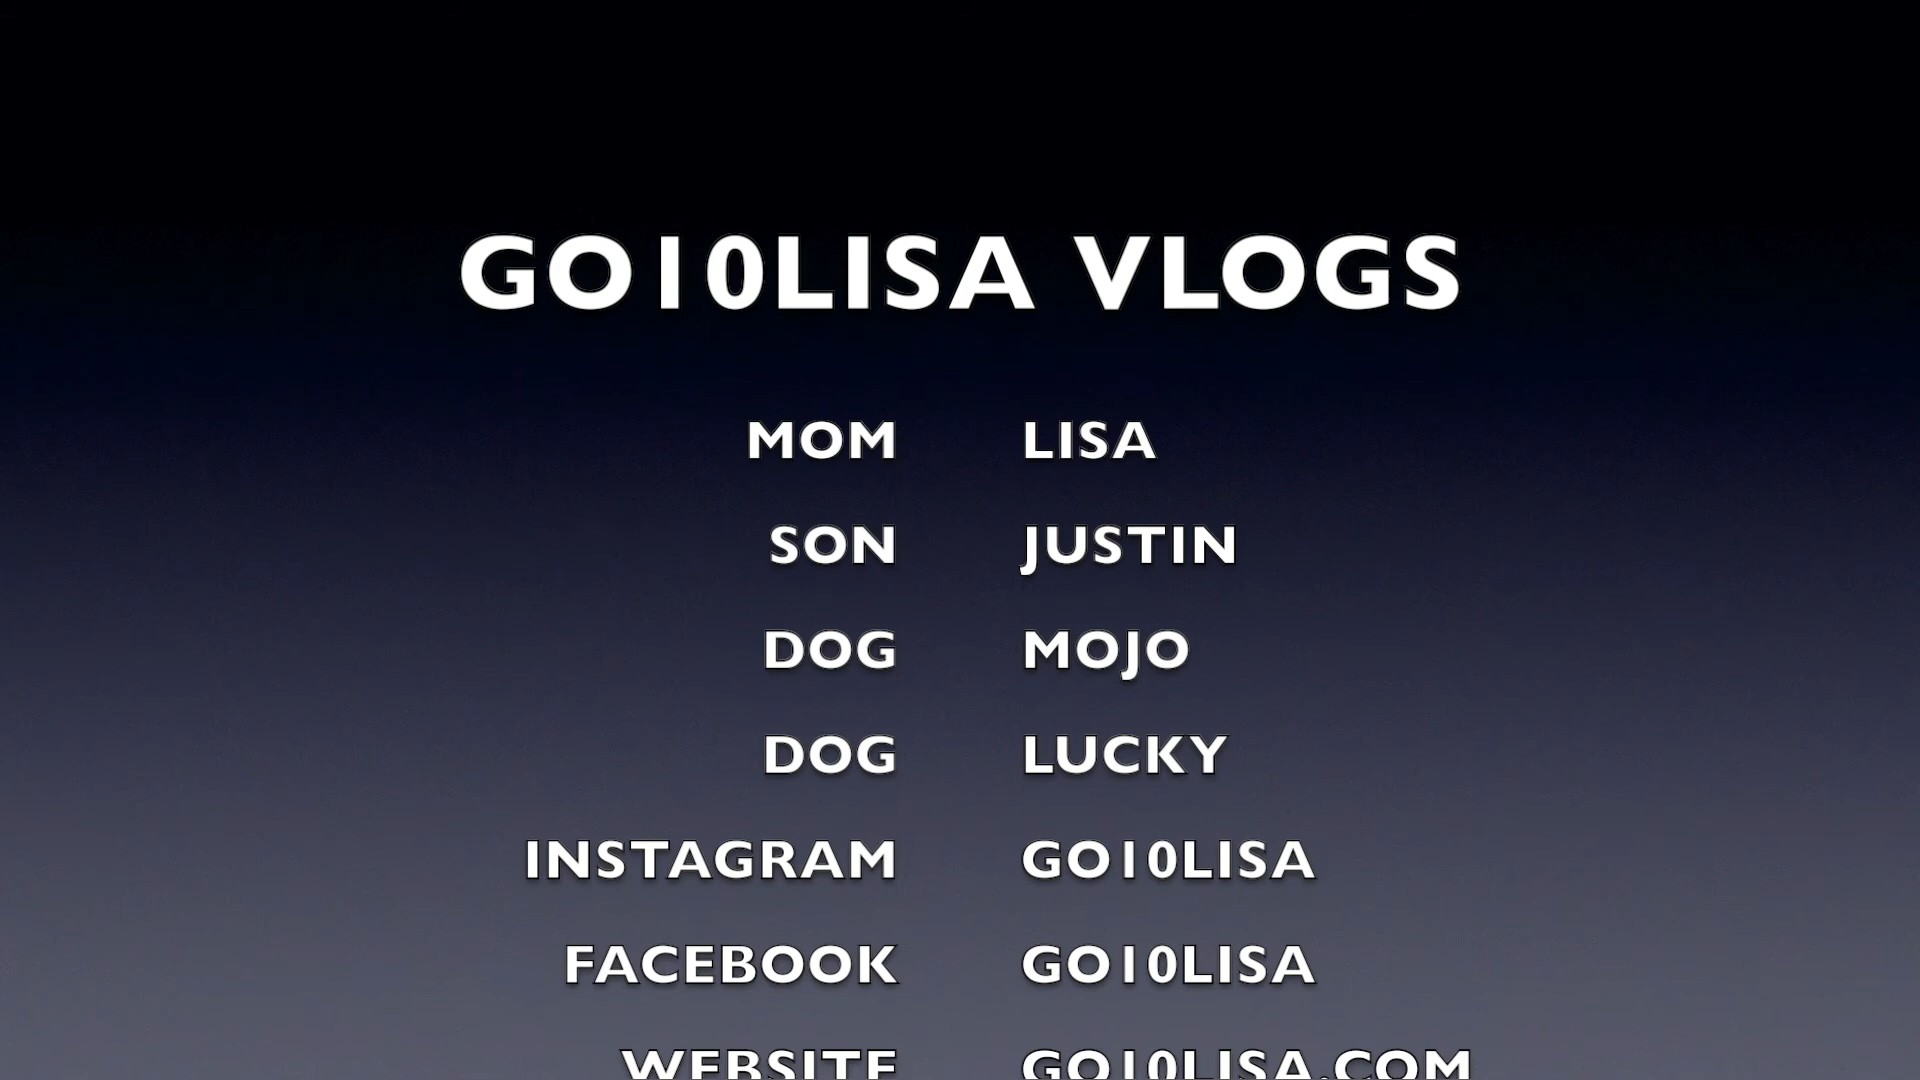 GO10LISA VLOGS
MOM LISA
SON JUSTIN
DOG MOJO
DOG LUCKY
INSTAGRAM GO10LISA
FACEBOOK GO10LISA
WEBSITE GO10LISA.COM